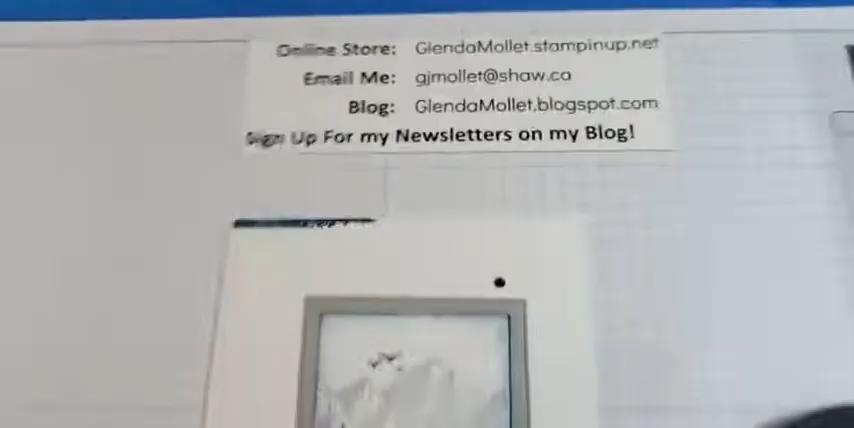 Online Store: GlendaMollet.stampinup.net
Email Me: gjmollet@shaw.ca
Blog: GlendaMollet.blogspot.com
Sign Up For my Newsletters on my Blog!